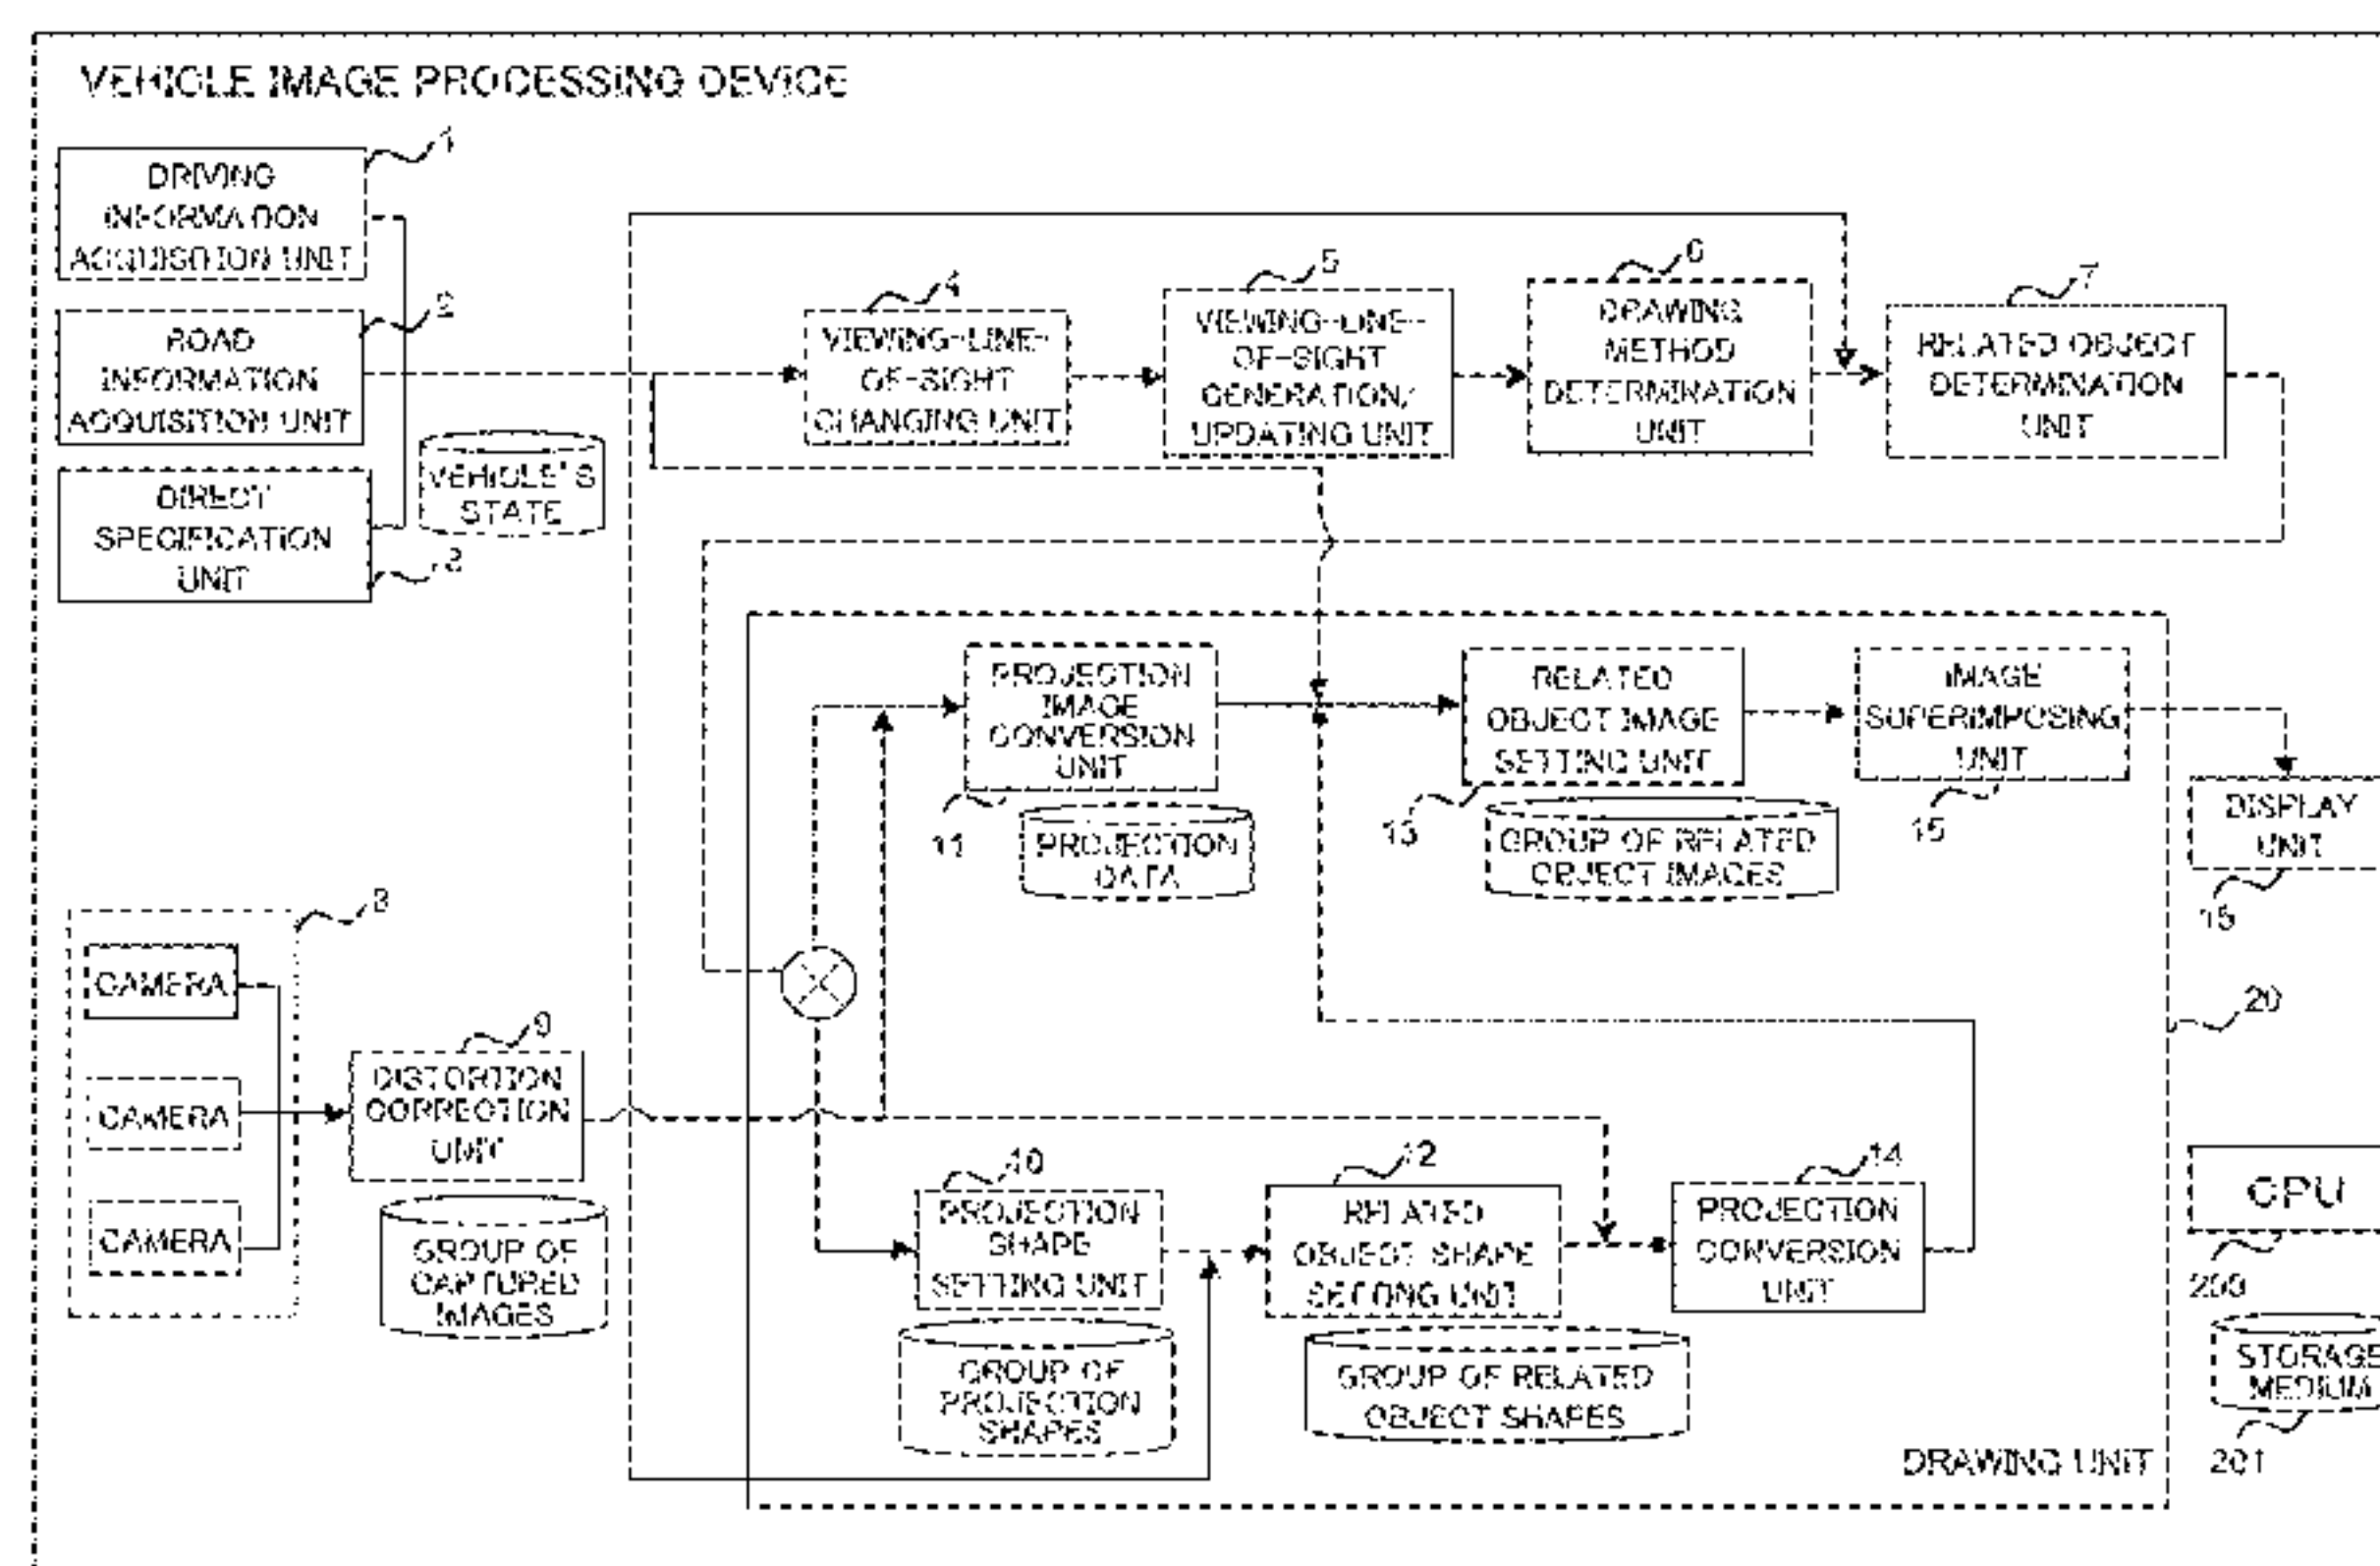 VEHICLE IMAGE PROCESSING DEVICE
1
DRIVING
INFORMATION
ACQUISITION UNIT
2
ROAD
INFORMATION
ACQUISITION UNIT
DIRECT
SPECIFICATION
UNIT
3
VEHICLE'S
STATE
4
VIEWING-LINE-
OF-SIGHT
CHANGING UNIT
5
VIEWING-LINE-
OF-SIGHT
GENERATION/
UPDATING UNIT
6
DRAWING
METHOD
DETERMINATION
UNIT
7
RELATED OBJECT
DETERMINATION
UNIT
PROJECTION
IMAGE
CONVERSION
UNIT
11
PROJECTION
DATA
RELATED
OBJECT IMAGE
SETTING UNIT
13
GROUP OF RELATED
OBJECT IMAGES
IMAGE
SUPERIMPOSING
UNIT
15
DISPLAY
UNIT
8
CAMERA
CAMERA
CAMERA
9
DISTORTION
CORRECTION
UNIT
GROUP OF
CAPTURED
IMAGES
10
PROJECTION
SHAPE
SETTING UNIT
GROUP OF
PROJECTION
SHAPES
12
RELATED
OBJECT SHAPE
SETTING UNIT
GROUP OF RELATED
OBJECT SHAPES
14
PROJECTION
CONVERSION
UNIT
20
CPU
200
STORAGE
MEDIUM
201
DRAWING UNIT